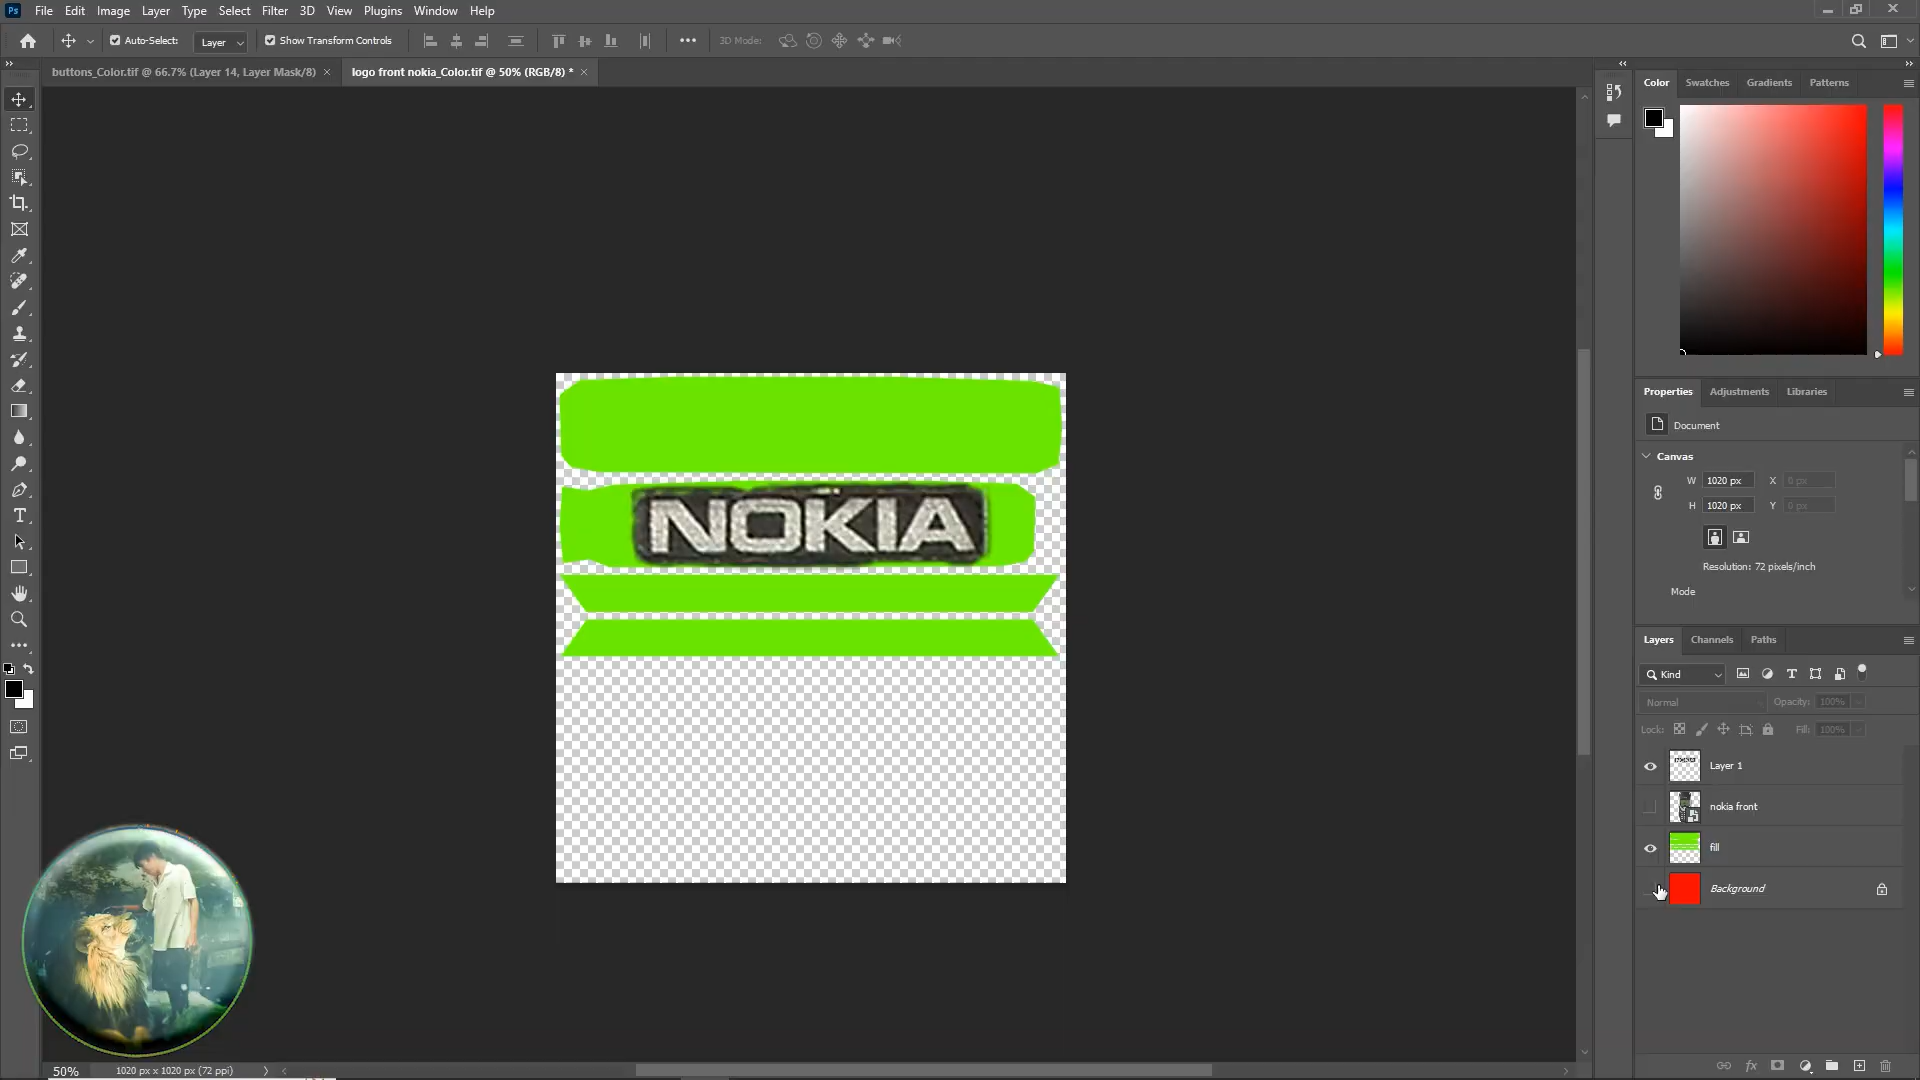 Ps File Edit Image Layer Type Select Filter 3D View Plugins Window Help
Auto-Select: Layer Show Transform Controls 3D Mode:
buttons_Color.tif @ 66.7% (Layer 14, Layer Mask/8) × logo front nokia_Color.tif @ 50% (RGB/8) * ×
Color Swatches Gradients Patterns
Properties Adjustments Libraries
Document
Canvas
W 1020 px X 0 px
H 1020 px Y 0 px
Resolution: 72 pixels/inch
Mode
NOKIA
Layers Channels Paths
Kind
Normal Opacity: 100%
Lock: Fill: 100%
Layer 1
nokia front
fill
Background
50% 1020 px x 1020 px (72 ppi)